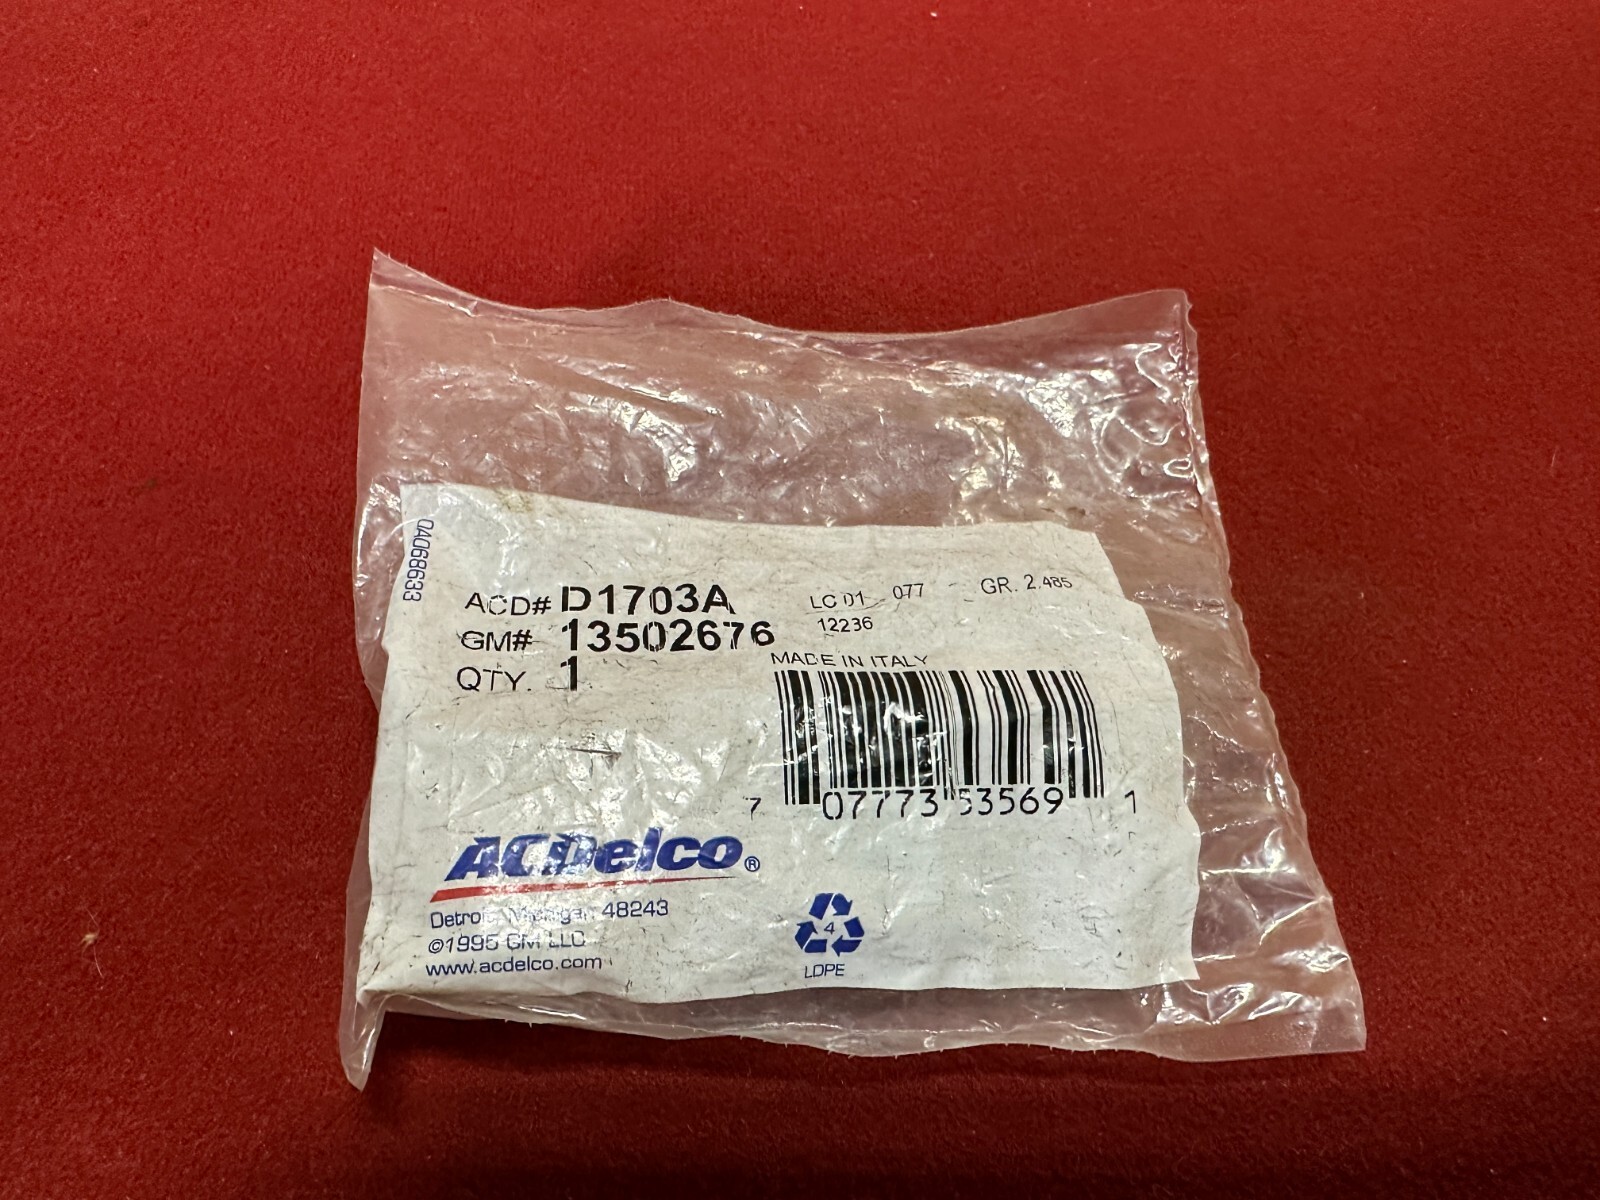 04068633
ACD# D1703A
GM# 13502676
QTY. 1
LC 01 077 GR. 2.485
12236
MADE IN ITALY
7 07773 53569 1
ACDelco®
Detroit, Michigan 48243
©1995 GM LLC
www.acdelco.com
4
LDPE